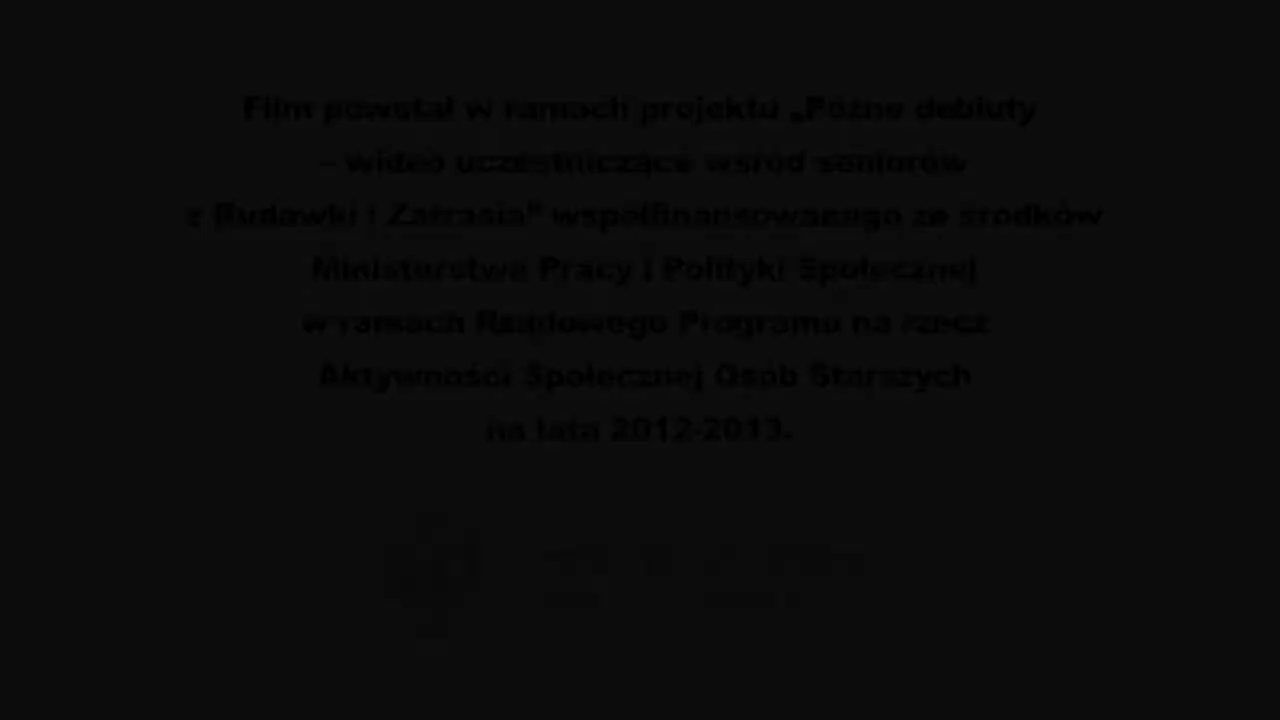 Film powstał w ramach projektu „Późne debiuty
- wideo uczestniczące wśród seniorów
z Rudawki i Zatrasia” współfinansowanego ze środków
Ministerstwa Pracy i Polityki Społecznej
w ramach Rządowego Programu na rzecz
Aktywności Społecznej Osób Starszych
na lata 2012-2013.